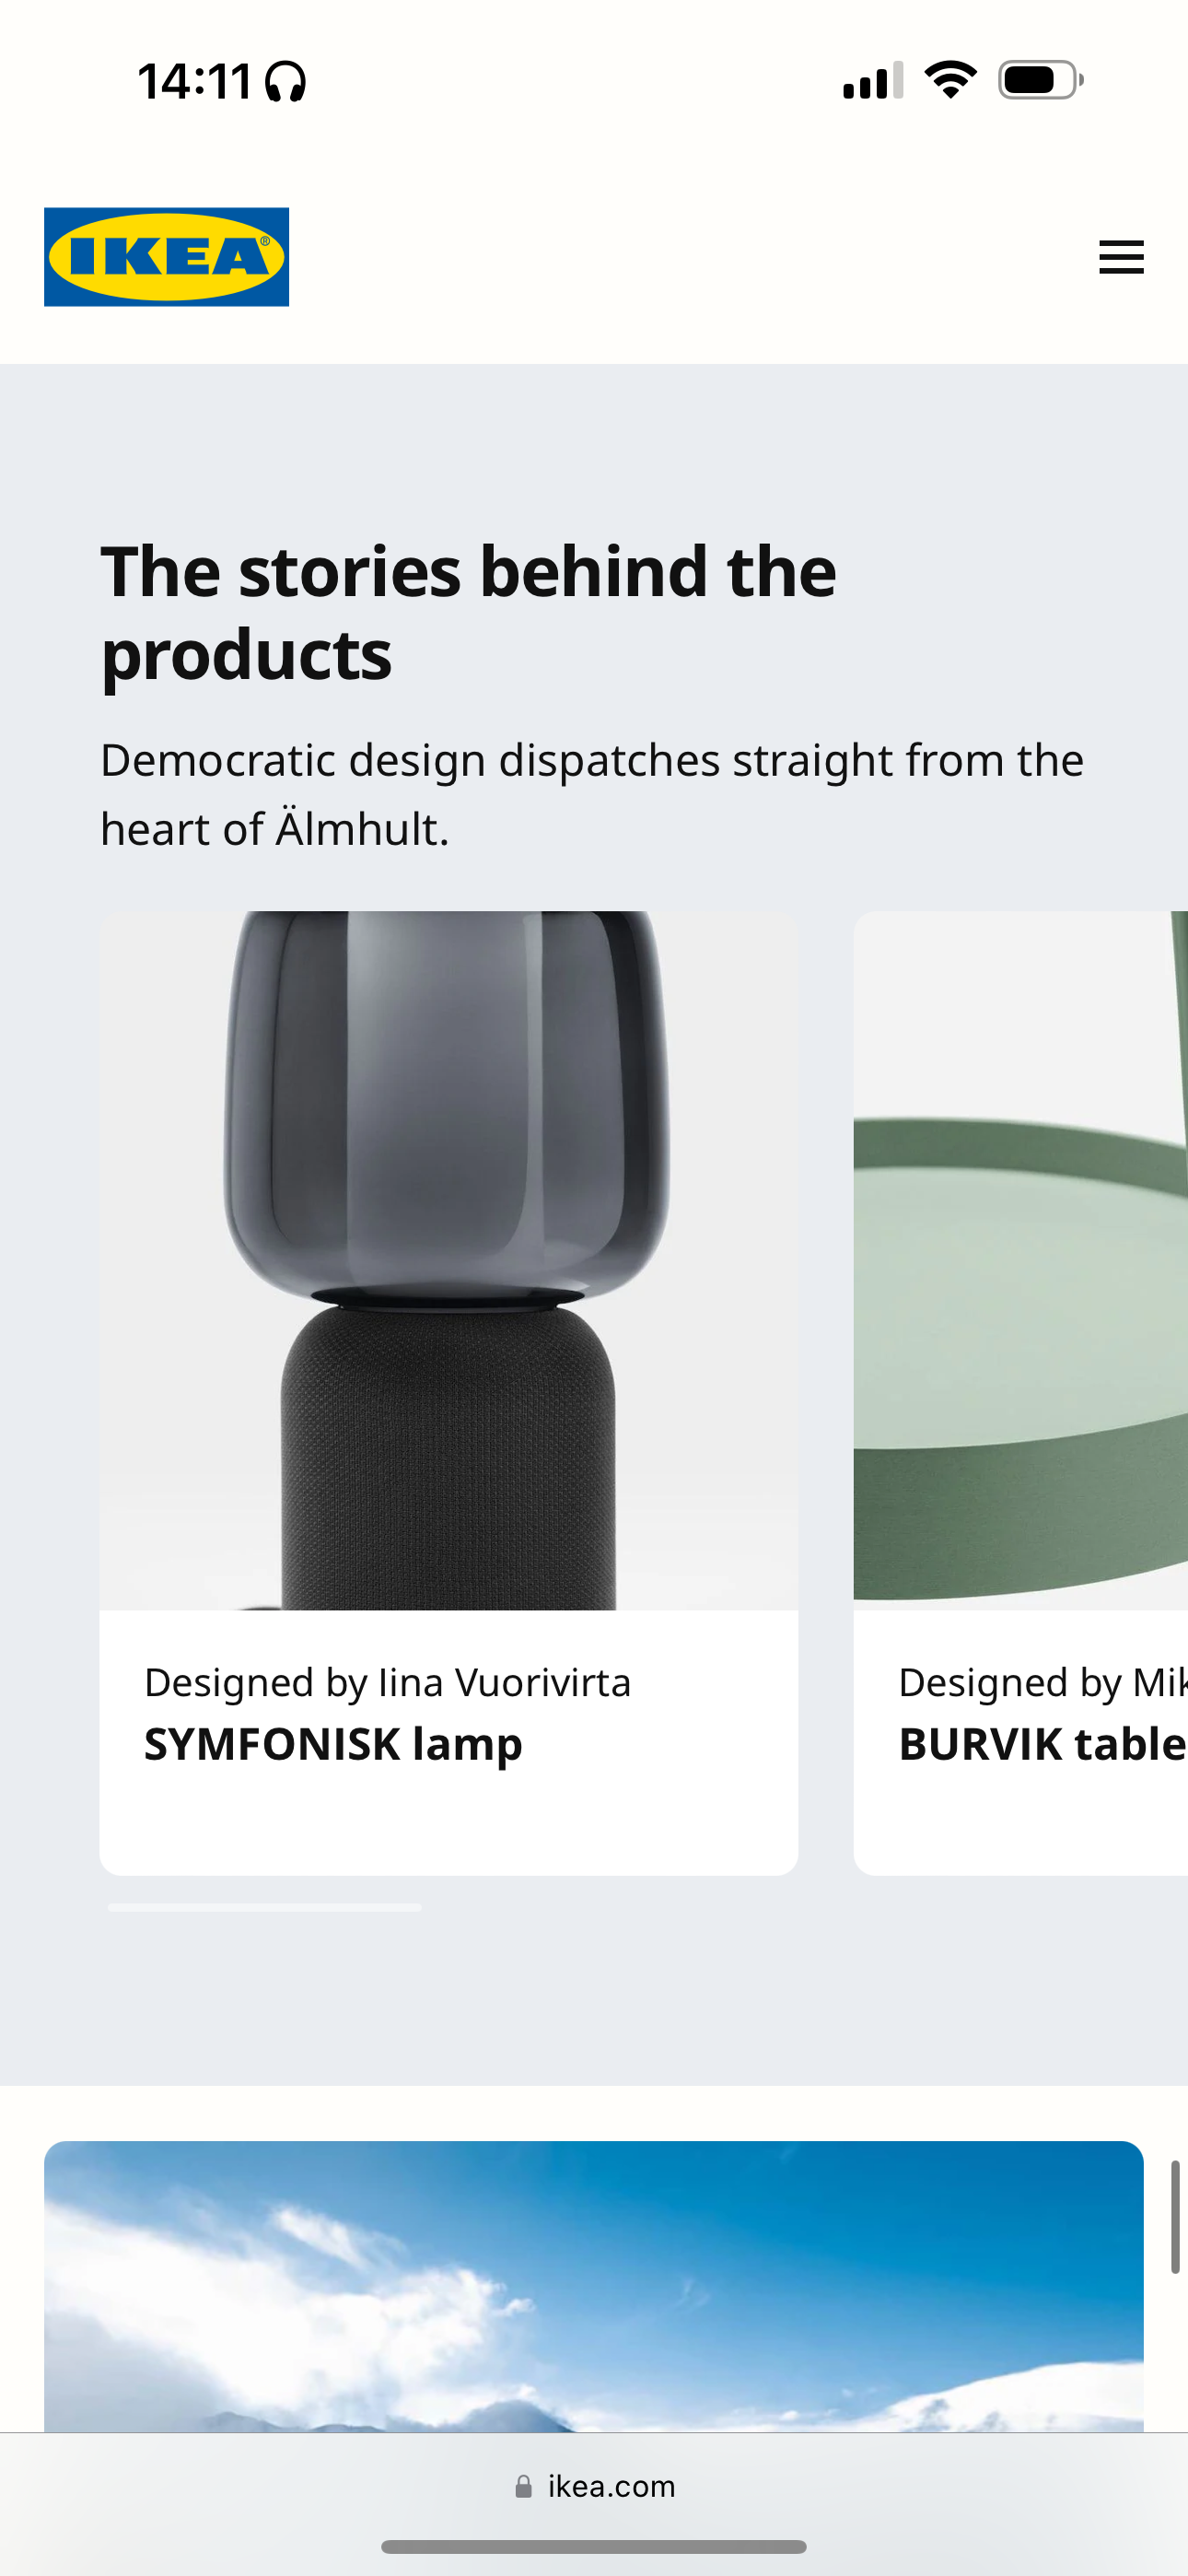 14:11
IKEA®
The stories behind the
products
Democratic design dispatches straight from the
heart of Älmhult.
Designed by Iina Vuorivirta
SYMFONISK lamp
Designed by
BURVIK table
ikea.com